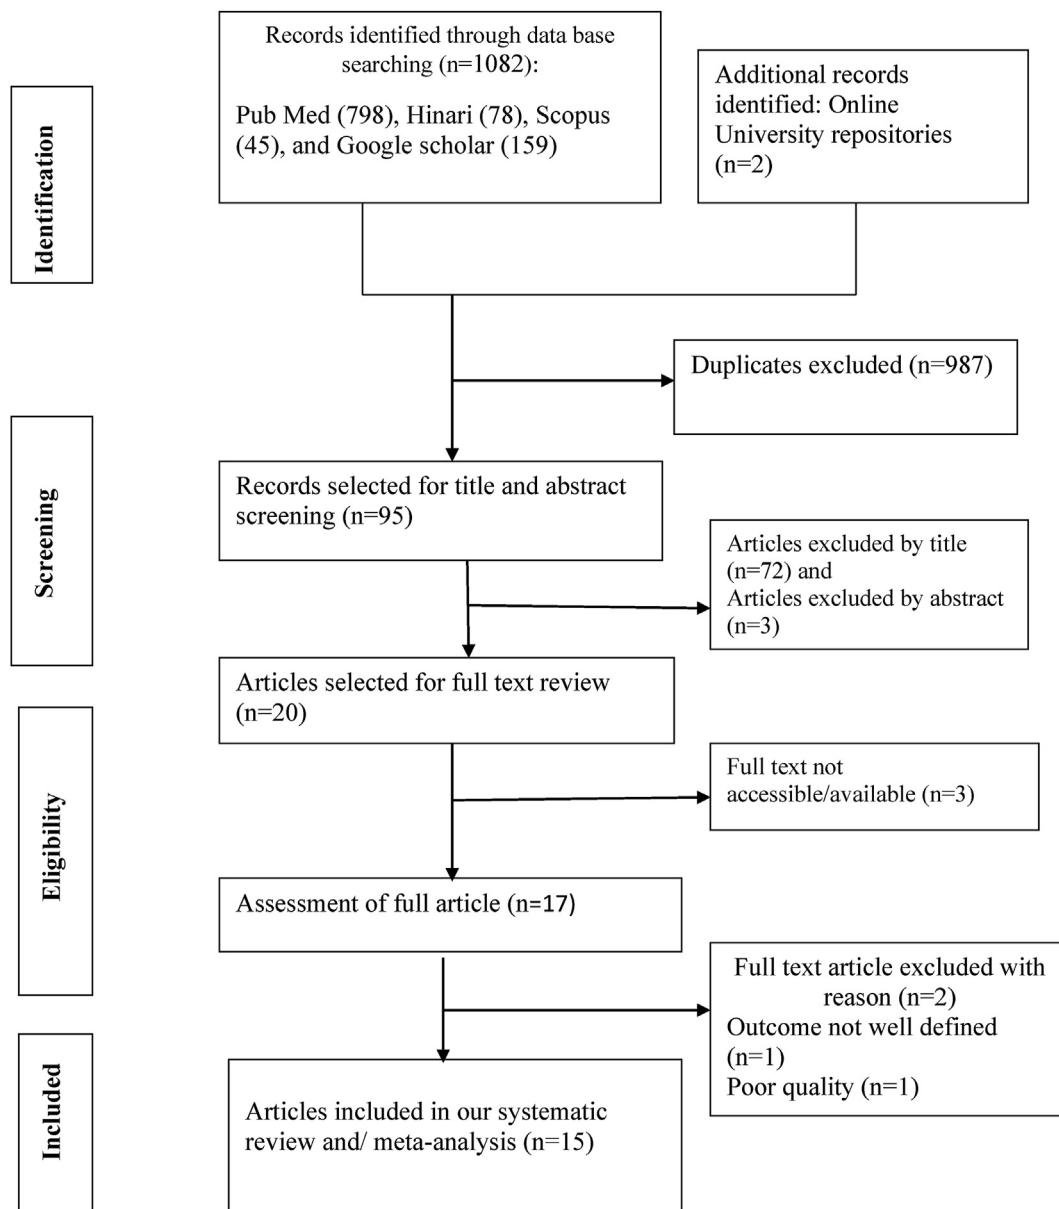 Identification
Records identified through data base
searching (n=1082):
Pub Med (798), Hinari (78), Scopus
(45), and Google scholar (159)
Additional records
identified: Online
University repositories
(n=2)
Duplicates excluded (n=987)
Screening
Records selected for title and abstract
screening (n=95)
Articles excluded by title
(n=72) and
Articles excluded by abstract
(n=3)
Articles selected for full text review
(n=20)
Eligibility
Full text not
accessible/available (n=3)
Assessment of full article (n=17)
Full text article excluded with
reason (n=2)
Outcome not well defined
(n=1)
Poor quality (n=1)
Included
Articles included in our systematic
review and/ meta-analysis (n=15)